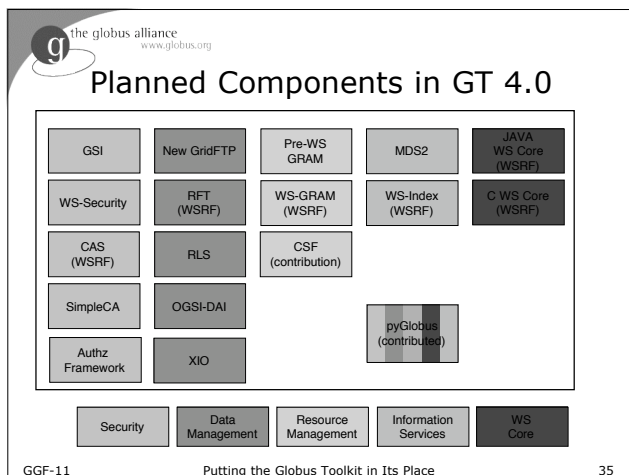 the globus alliance
www.globus.org
g
Planned Components in GT 4.0
GSI
New GridFTP
Pre-WS
GRAM
MDS2
JAVA
WS Core
(WSRF)
WS-Security
RFT
(WSRF)
WS-GRAM
(WSRF)
WS-Index
(WSRF)
C WS Core
(WSRF)
CAS
(WSRF)
RLS
CSF
(contribution)
SimpleCA
OGSI-DAI
pyGlobus
(contributed)
Authz
Framework
XIO
Security
Data
Management
Resource
Management
Information
Services
WS
Core
GGF-11
Putting the Globus Toolkit in Its Place
35